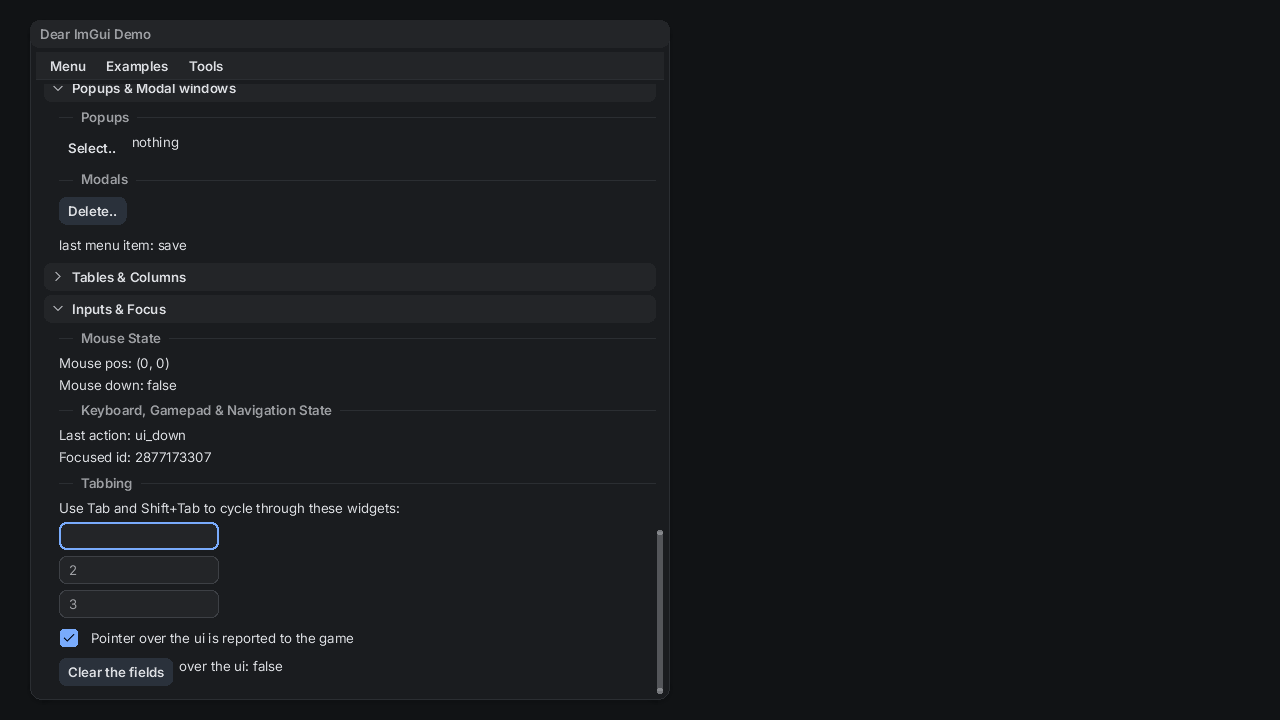 Dear ImGui Demo
Menu Examples Tools
Popups & Modal windows
Popups
Select.. nothing
Modals
Delete..
last menu item: save
Tables & Columns
Inputs & Focus
Mouse State
Mouse pos: (0, 0)
Mouse down: false
Keyboard, Gamepad & Navigation State
Last action: ui_down
Focused id: 2877173307
Tabbing
Use Tab and Shift+Tab to cycle through these widgets:
2
3
Pointer over the ui is reported to the game
Clear the fields over the ui: false